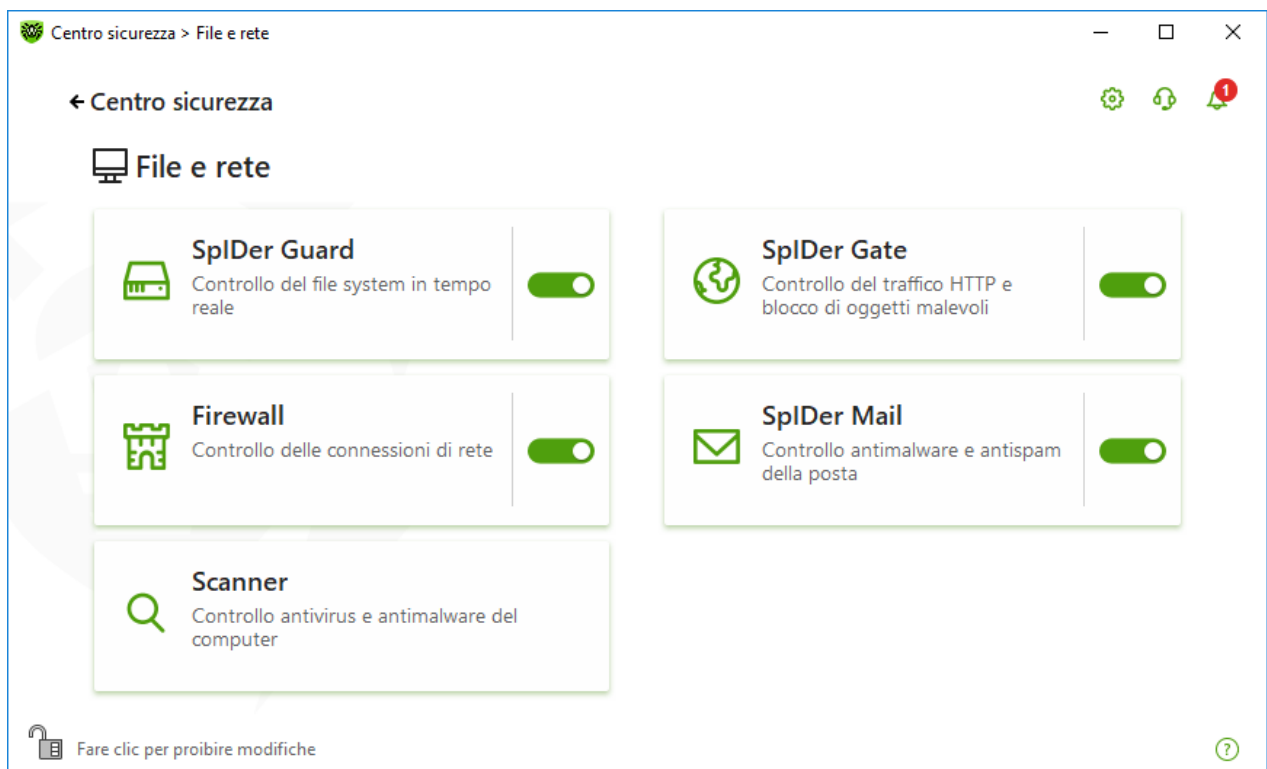 Centro sicurezza > File e rete
Centro sicurezza
1
File e rete
SpIDer Guard
Controllo del file system in tempo
reale
SpIDer Gate
Controllo del traffico HTTP e
blocco di oggetti malevoli
Firewall
Controllo delle connessioni di rete
SpIDer Mail
Controllo antimalware e antispam
della posta
Scanner
Controllo antivirus e antimalware del
computer
Fare clic per proibire modifiche
?